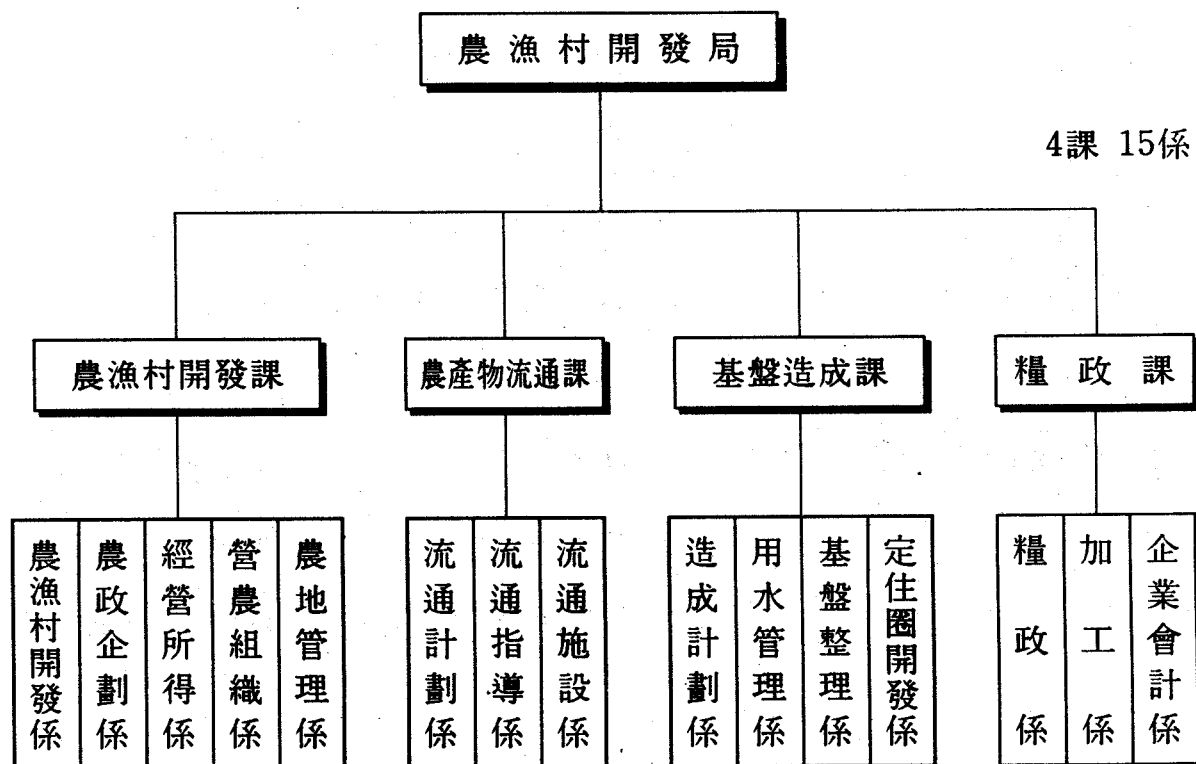 農漁村開發局
4課 15係
農漁村開發課
農產物流通課
基盤造成課
糧政課
農漁村開發係
農政企劃係
經營所得係
營農組織係
農地管理係
流通計劃係
流通指導係
流通施設係
造成計劃係
用水管理係
基盤整理係
定住圈開發係
糧政係
加工係
企業會計係